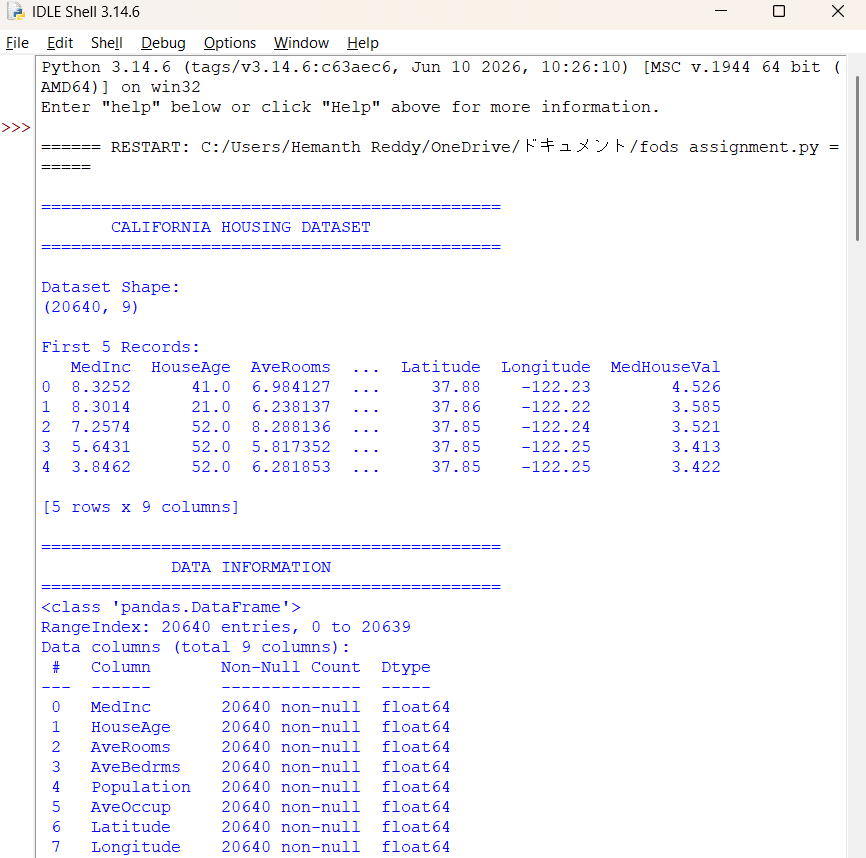 IDLE Shell 3.14.6
File Edit Shell Debug Options Window Help
Python 3.14.6 (tags/v3.14.6:c63aec6, Jun 10 2026, 10:26:10) [MSC v.1944 64 bit (
AMD64)] on win32
Enter "help" below or click "Help" above for more information.
>>>
====== RESTART: C:/Users/Hemanth Reddy/OneDrive/ドキュメント/fods assignment.py =
=====
==============================================
       CALIFORNIA HOUSING DATASET
==============================================
Dataset Shape:
(20640, 9)
First 5 Records:
   MedInc  HouseAge  AveRooms  ...  Latitude  Longitude  MedHouseVal
0  8.3252      41.0  6.984127  ...     37.88    -122.23        4.526
1  8.3014      21.0  6.238137  ...     37.86    -122.22        3.585
2  7.2574      52.0  8.288136  ...     37.85    -122.24        3.521
3  5.6431      52.0  5.817352  ...     37.85    -122.25        3.413
4  3.8462      52.0  6.281853  ...     37.85    -122.25        3.422
[5 rows x 9 columns]
==============================================
             DATA INFORMATION
==============================================
<class 'pandas.DataFrame'>
RangeIndex: 20640 entries, 0 to 20639
Data columns (total 9 columns):
 #   Column       Non-Null Count  Dtype
---  ------       --------------  -----
 0   MedInc       20640 non-null  float64
 1   HouseAge     20640 non-null  float64
 2   AveRooms     20640 non-null  float64
 3   AveBedrms    20640 non-null  float64
 4   Population   20640 non-null  float64
 5   AveOccup     20640 non-null  float64
 6   Latitude     20640 non-null  float64
 7   Longitude    20640 non-null  float64